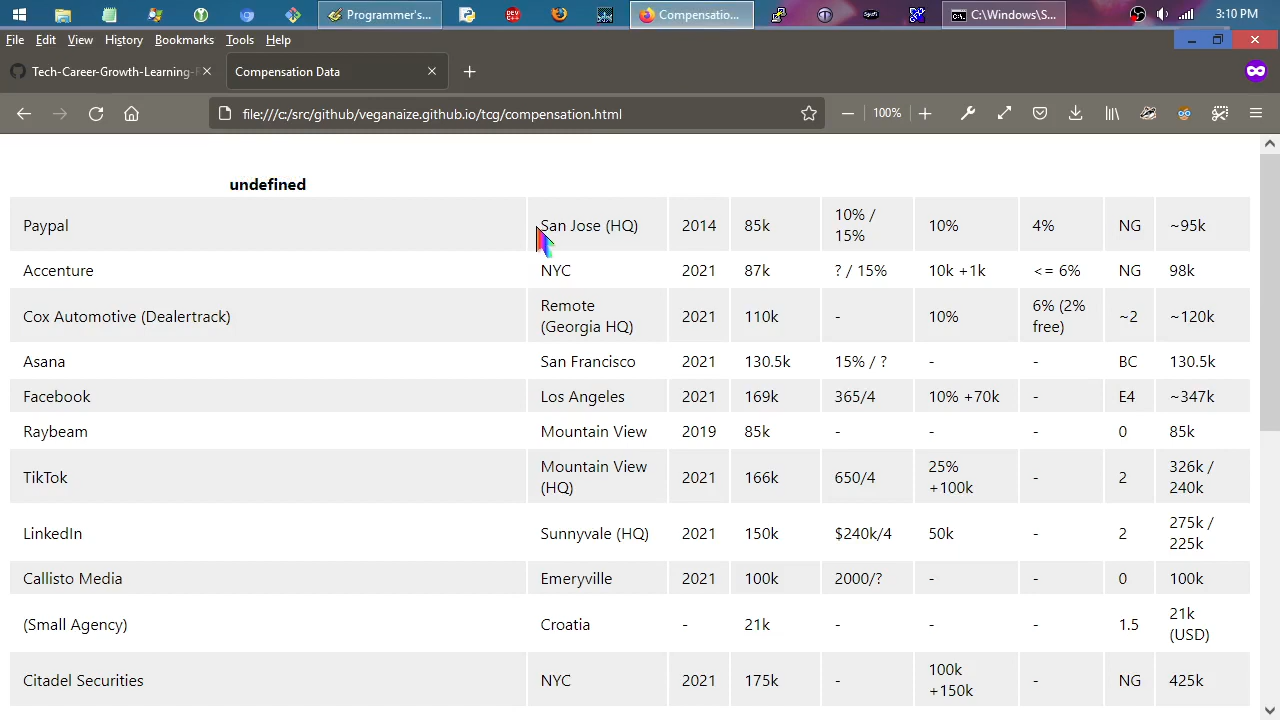 Programmer's...
Compensatio...
C:\Windows\S...
3:10 PM
File Edit View History Bookmarks Tools Help
Tech-Career-Growth-Learning-
Compensation Data
file:///c:/src/github/veganaize.github.io/tcg/compensation.html
100%
undefined
Paypal San Jose (HQ) 2014 85k 10% / 15% 10% 4% NG ~95k
Accenture NYC 2021 87k ? / 15% 10k +1k <= 6% NG 98k
Cox Automotive (Dealertrack) Remote (Georgia HQ) 2021 110k - 10% 6% (2% free) ~2 ~120k
Asana San Francisco 2021 130.5k 15% / ? - - BC 130.5k
Facebook Los Angeles 2021 169k 365/4 10% +70k - E4 ~347k
Raybeam Mountain View 2019 85k - - - 0 85k
TikTok Mountain View (HQ) 2021 166k 650/4 25% +100k - 2 326k / 240k
LinkedIn Sunnyvale (HQ) 2021 150k $240k/4 50k - 2 275k / 225k
Callisto Media Emeryville 2021 100k 2000/? - - 0 100k
(Small Agency) Croatia - 21k - - - 1.5 21k (USD)
Citadel Securities NYC 2021 175k - 100k +150k - NG 425k